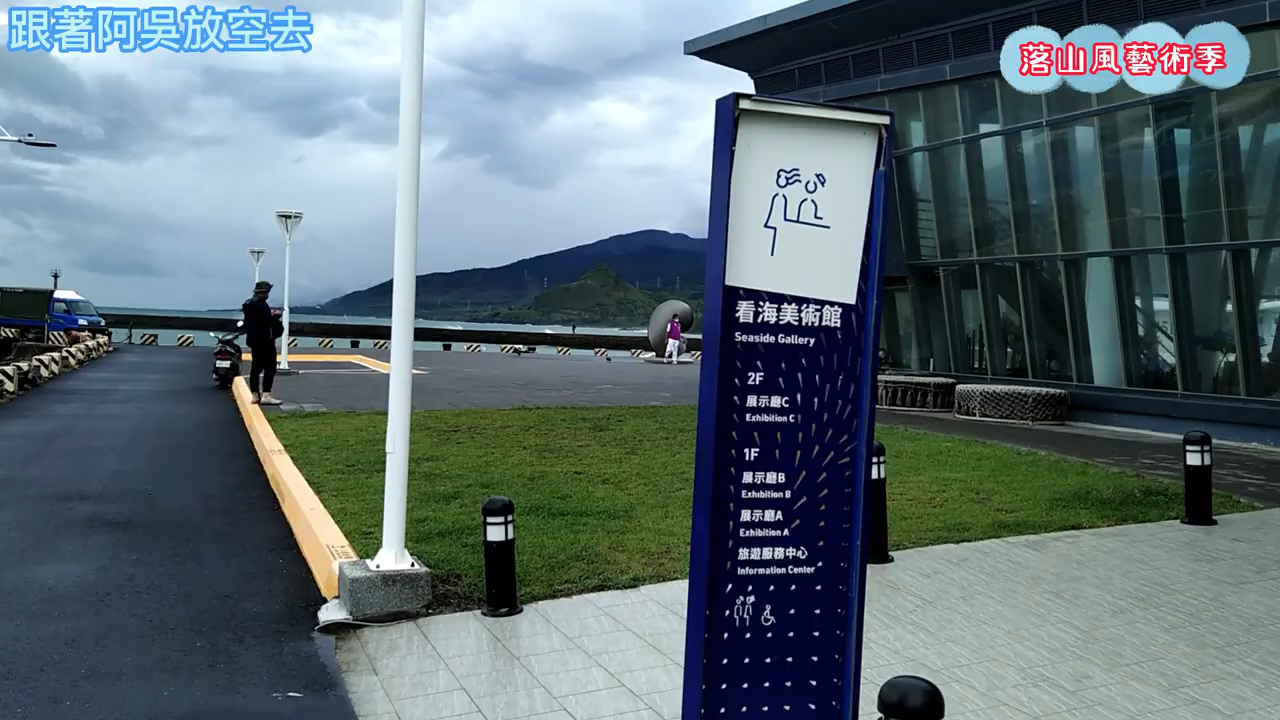 跟著阿吳放空去
落山風藝術季
看海美術館
Seaside Gallery
2F
展示廳C
Exhibition C
1F
展示廳B
Exhibition B
展示廳A
Exhibition A
旅遊服務中心
Information Center